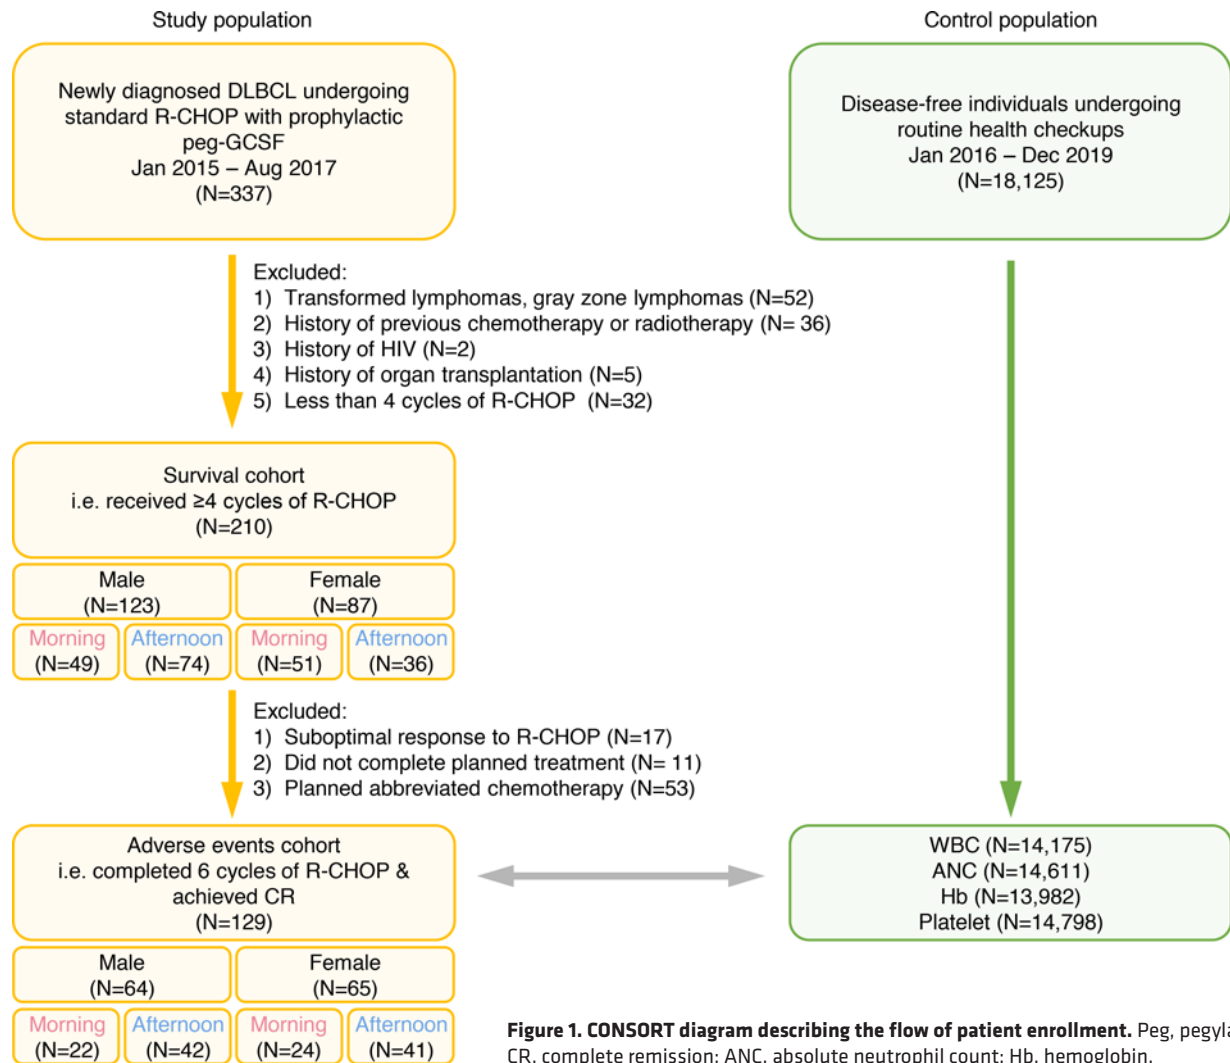 Study population
Control population
Newly diagnosed DLBCL undergoing
standard R-CHOP with prophylactic
peg-GCSF
Jan 2015 – Aug 2017
(N=337)
Disease-free individuals undergoing
routine health checkups
Jan 2016 – Dec 2019
(N=18,125)
Excluded:
1) Transformed lymphomas, gray zone lymphomas (N=52)
2) History of previous chemotherapy or radiotherapy (N= 36)
3) History of HIV (N=2)
4) History of organ transplantation (N=5)
5) Less than 4 cycles of R-CHOP (N=32)
Survival cohort
i.e. received ≥4 cycles of R-CHOP
(N=210)
Male
(N=123)
Female
(N=87)
Morning
(N=49)
Afternoon
(N=74)
Morning
(N=51)
Afternoon
(N=36)
Excluded:
1) Suboptimal response to R-CHOP (N=17)
2) Did not complete planned treatment (N= 11)
3) Planned abbreviated chemotherapy (N=53)
Adverse events cohort
i.e. completed 6 cycles of R-CHOP &
achieved CR
(N=129)
WBC (N=14,175)
ANC (N=14,611)
Hb (N=13,982)
Platelet (N=14,798)
Male
(N=64)
Female
(N=65)
Morning
(N=22)
Afternoon
(N=42)
Morning
(N=24)
Afternoon
(N=41)
Figure 1. CONSORT diagram describing the flow of patient enrollment. Peg,
CR, complete remission; ANC, absolute neutrophil count; Hb, hemoglobin.